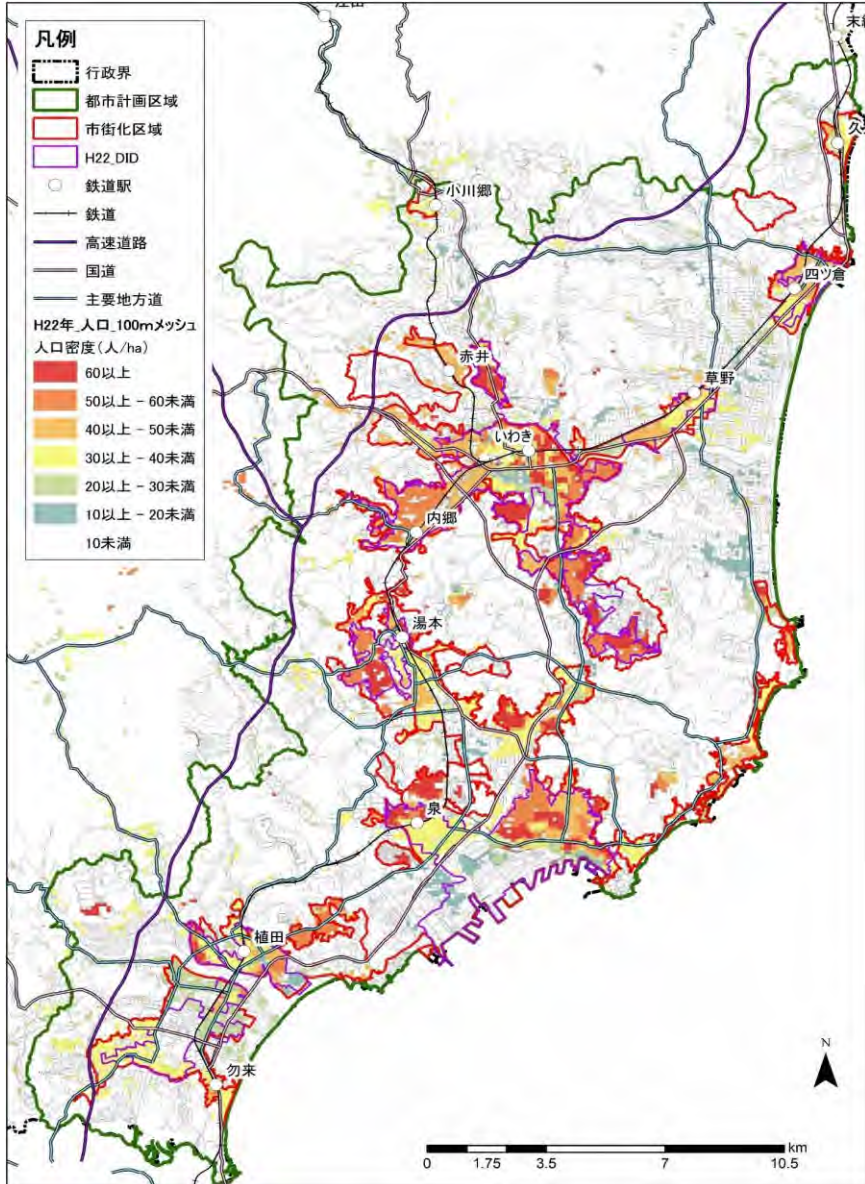 凡例
行政界
都市計画区域
市街化区域
H22_DID
鉄道駅
鉄道
高速道路
国道
主要地方道
H22年_人口_100mメッシュ
人口密度(人/ha)
60以上
50以上 - 60未満
40以上 - 50未満
30以上 - 40未満
20以上 - 30未満
10以上 - 20未満
10未満
末
久
小川郷
四ツ倉
赤井
草野
いわき
内郷
湯本
泉
植田
勿来
N
km
0 1.75 3.5 7 10.5